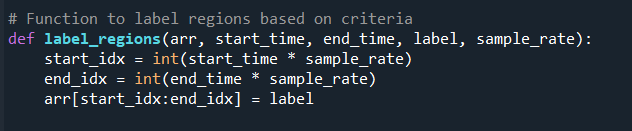 # Function to label regions based on criteria
def label_regions(arr, start_time, end_time, label, sample_rate):
    start_idx = int(start_time * sample_rate)
    end_idx = int(end_time * sample_rate)
    arr[start_idx:end_idx] = label